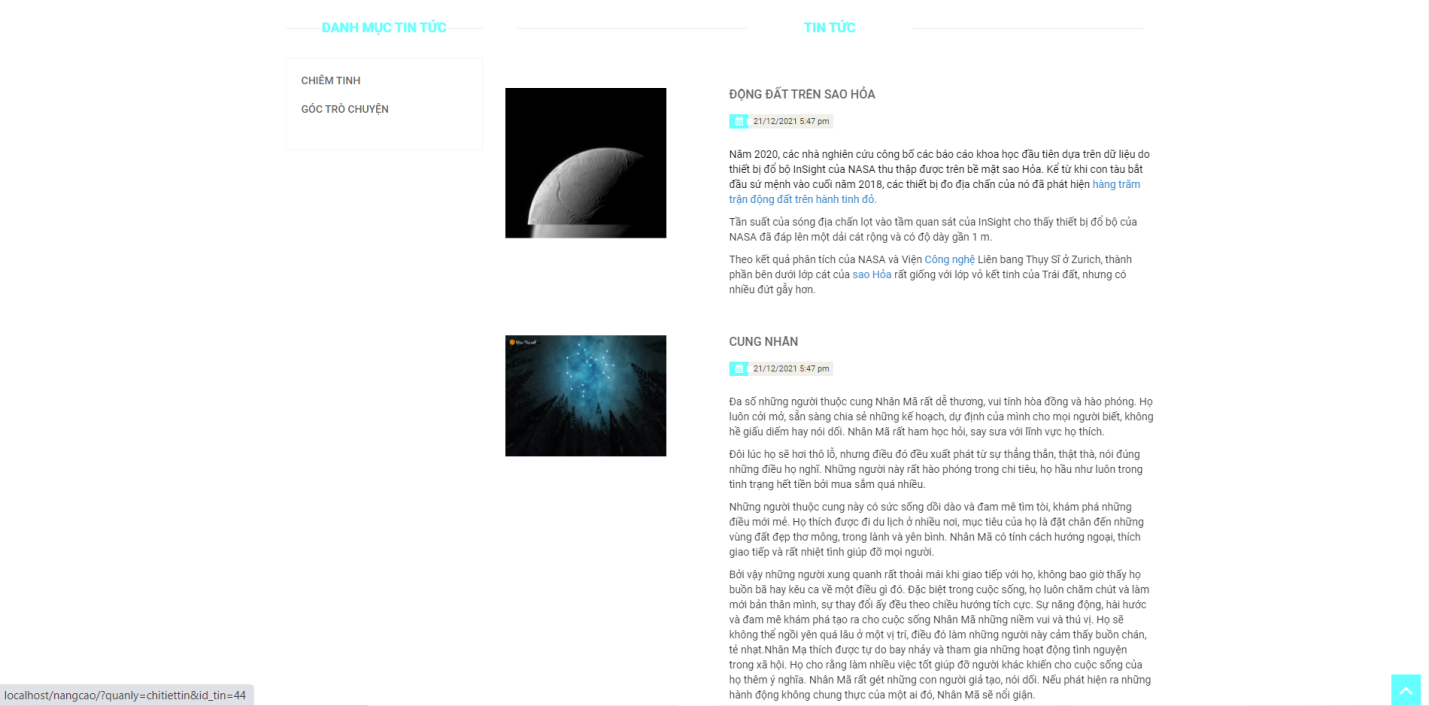 DANH MỤC TIN TỨC
TIN TỨC
CHIÊM TINH
GÓC TRÒ CHUYỆN
ĐỘNG ĐẤT TRÊN SAO HỎA
21/12/2021 5:47 pm
Năm 2020, các nhà nghiên cứu công bố các báo cáo khoa học đầu tiên dựa trên dữ liệu do
thiết bị đổ bộ InSight của NASA thu thập được trên bề mặt sao Hỏa. Kể từ khi con tàu bắt
đầu sứ mệnh vào cuối năm 2018, các thiết bị đo địa chấn của nó đã phát hiện hàng trăm
trận động đất trên hành tinh đỏ.
Tần suất của sóng địa chấn lọt vào tầm quan sát của InSight cho thấy thiết bị đổ bộ của
NASA đã đáp lên một dải cát rộng và có độ dày gần 1 m.
Theo kết quả phân tích của NASA và Viện Công nghệ Liên bang Thụy Sĩ ở Zurich, thành
phần bên dưới lớp cát của sao Hỏa rất giống với lớp vỏ kết tinh của Trái đất, nhưng có
nhiều đứt gẫy hơn.
CUNG NHÂN
21/12/2021 5:47 pm
Đa số những người thuộc cung Nhân Mã rất dễ thương, vui tính hòa đồng và hào phóng. Họ
luôn cởi mở, sẵn sàng chia sẻ những kế hoạch, dự định của mình cho mọi người biết, không
hề giấu diếm hay nói dối. Nhân Mã rất ham học hỏi, say sưa với lĩnh vực họ thích.
Đôi lúc họ sẽ hơi thô lỗ, nhưng điều đó đều xuất phát từ sự thẳng thắn, thật thà, nói đúng
những điều họ nghĩ. Những người này rất hào phóng trong chi tiêu, họ hầu như luôn trong
tình trạng hết tiền bởi mua sắm quá nhiều.
Những người thuộc cung này có sức sống dồi dào và đam mê tìm tòi, khám phá những
điều mới mẻ. Họ thích được đi du lịch ở nhiều nơi, mục tiêu của họ là đặt chân đến những
vùng đất đẹp thơ mông, trong lành và yên bình. Nhân Mã có tính cách hướng ngoại, thích
giao tiếp và rất nhiệt tình giúp đỡ mọi người.
Bởi vậy những người xung quanh rất thoải mái khi giao tiếp với họ, không bao giờ thấy họ
buồn bã hay kêu ca về một điều gì đó. Đặc biệt trong cuộc sống, họ luôn chăm chút và làm
mới bản thân mình, sự thay đổi ấy đều theo chiều hướng tích cực. Sự năng động, hài hước
và đam mê khám phá tạo ra cho cuộc sống Nhân Mã những niềm vui và thú vị. Họ sẽ
không thể ngồi yên quá lâu ở một vị trí, điều đó làm những người này cảm thấy buồn chán,
tẻ nhạt.Nhân Mạ thích được tự do bay nhảy và tham gia những hoạt động tình nguyện
trong xã hội. Họ cho rằng làm nhiều việc tốt giúp đỡ người khác khiến cho cuộc sống của
họ thêm ý nghĩa. Nhân Mã rất gét những con người giả tạo, nói dối. Nếu phát hiện ra những
hành động không chung thực của một ai đó, Nhân Mã sẽ nổi giận.
localhost/nangcao/?quanly=chitiettin&id_tin=44